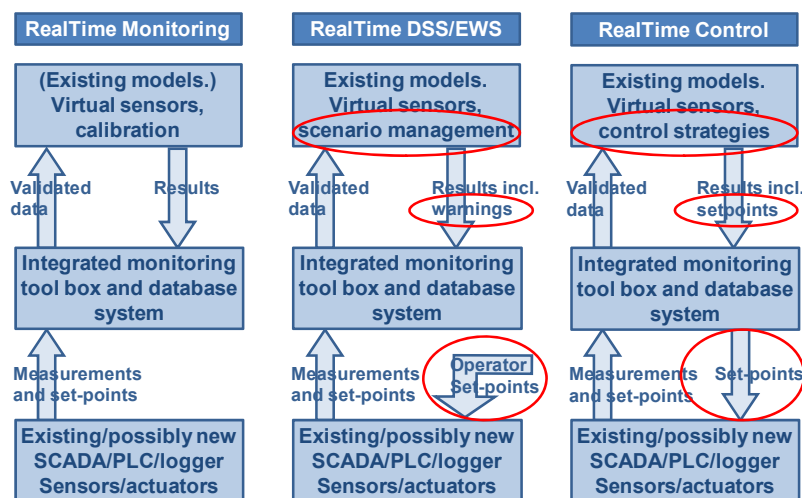 RealTime Monitoring
(Existing models.)
Virtual sensors,
calibration
Validated
data
Results
Integrated monitoring
tool box and database
system
Measurements
and set-points
Existing/possibly new
SCADA/PLC/logger
Sensors/actuators
RealTime DSS/EWS
Existing models.
Virtual sensors,
scenario management
Validated
data
Results incl.
warnings
Integrated monitoring
tool box and database
system
Measurements
and set-points
Operator
Set-points
Existing/possibly new
SCADA/PLC/logger
Sensors/actuators
RealTime Control
Existing models.
Virtual sensors,
control strategies
Validated
data
Results incl.
setpoints
Integrated monitoring
tool box and database
system
Measurements
and set-points
Set-points
Existing/possibly new
SCADA/PLC/logger
Sensors/actuators